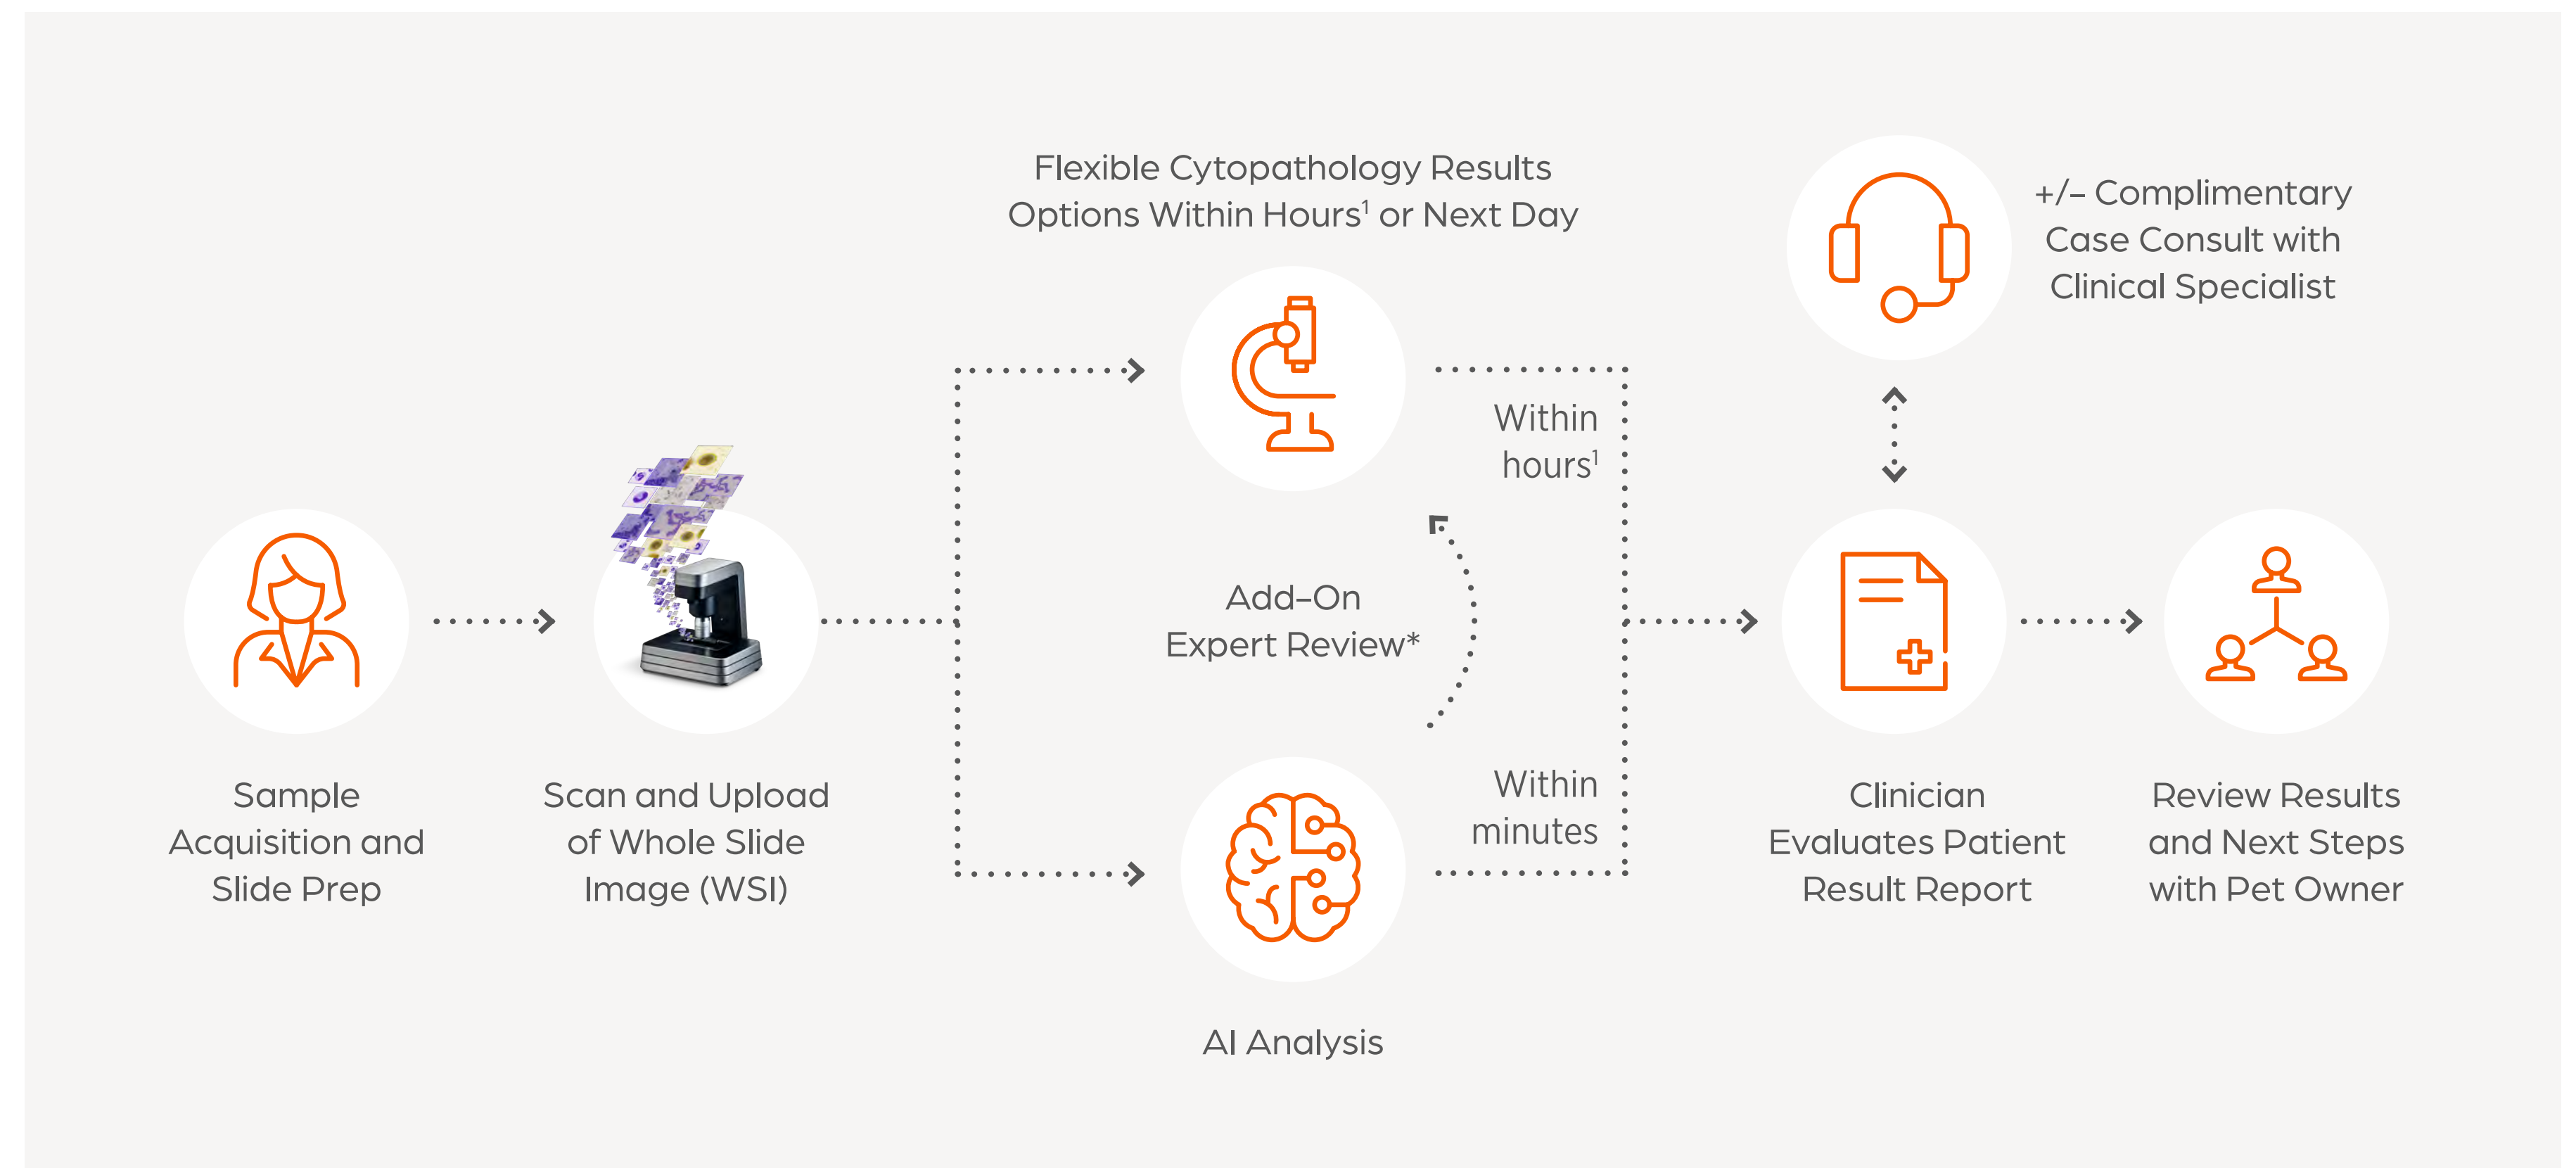 Flexible Cytopathology Results
Options Within Hours¹ or Next Day
+/- Complimentary
Case Consult with
Clinical Specialist
Within
hours¹
Add-On
Expert Review*
Within
minutes
Sample
Acquisition and
Slide Prep
Scan and Upload
of Whole Slide
Image (WSI)
AI Analysis
Clinician
Evaluates Patient
Result Report
Review Results
and Next Steps
with Pet Owner